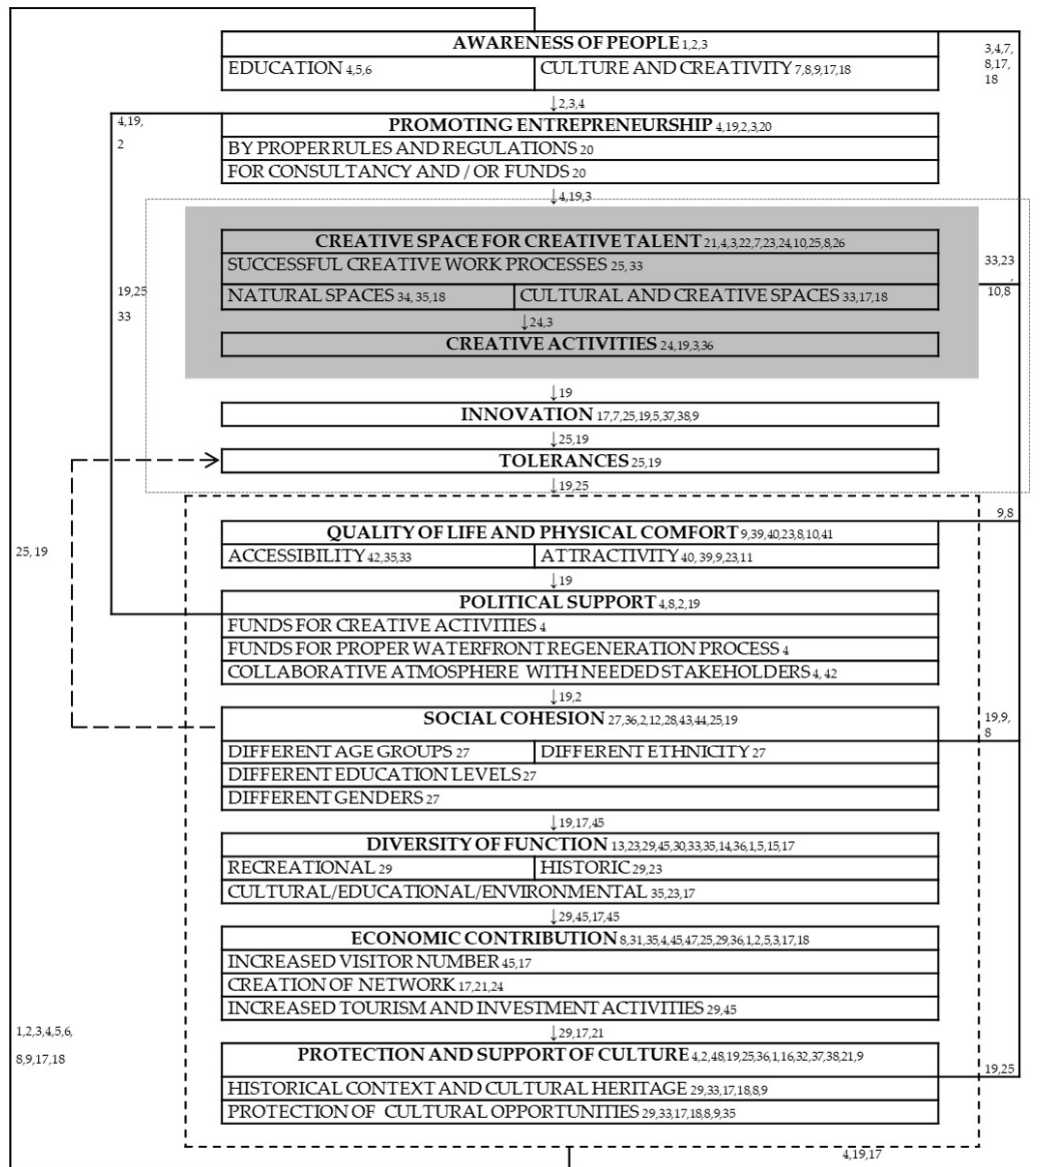 AWARENESS OF PEOPLE 1,2,3
3,4,7,
8,17,
18
EDUCATION 4,5,6
CULTURE AND CREATIVITY 7,8,9,17,18
↓2,3,4
4,19,
2
PROMOTING ENTREPRENEURSHIP 4,19,2,3,20
BY PROPER RULES AND REGULATIONS 20
FOR CONSULTANCY AND / OR FUNDS 20
↓4,19,3
CREATIVE SPACE FOR CREATIVE TALENT 21,4,3,22,7,23,24,10,25,8,26
SUCCESSFUL CREATIVE WORK PROCESSES 25, 33
33,23
,
10,8
19,25
33
NATURAL SPACES 34, 35,18
CULTURAL AND CREATIVE SPACES 33,17,18
↓24,3
CREATIVE ACTIVITIES 24,19,3,36
↓19
INNOVATION 17,7,25,19,5,37,38,9
↓25,19
TOLERANCES 25,19
↓19,25
9,8
QUALITY OF LIFE AND PHYSICAL COMFORT 9,39,40,23,8,10,41
25, 19
ACCESSIBILITY 42,35,33
ATTRACTIVITY 40, 39,9,23,11
↓19
POLITICAL SUPPORT 4,8,2,19
FUNDS FOR CREATIVE ACTIVITIES 4
FUNDS FOR PROPER WATERFRONT REGENERATION PROCESS 4
COLLABORATIVE ATMOSPHERE WITH NEEDED STAKEHOLDERS 4, 42
↓19,2
SOCIAL COHESION 27,36,2,12,28,43,44,25,19
19,9,
8
DIFFERENT AGE GROUPS 27
DIFFERENT ETHNICITY 27
DIFFERENT EDUCATION LEVELS 27
DIFFERENT GENDERS 27
↓19,17,45
DIVERSITY OF FUNCTION 13,23,29,45,30,33,35,14,36,1,5,15,17
RECREATIONAL 29
HISTORIC 29,23
CULTURAL/EDUCATIONAL/ENVIRONMENTAL 35,23,17
↓29,45,17,45
ECONOMIC CONTRIBUTION 8,31,35,4,45,47,25,29,36,1,2,5,3,17,18
INCREASED VISITOR NUMBER 45,17
CREATION OF NETWORK 17,21,24
INCREASED TOURISM AND INVESTMENT ACTIVITIES 29,45
1,2,3,4,5,6,
8,9,17,18
↓29,17,21
PROTECTION AND SUPPORT OF CULTURE 4,2,48,19,25,36,1,16,32,37,38,21,9
19,25
HISTORICAL CONTEXT AND CULTURAL HERITAGE 29,33,17,18,8,9
PROTECTION OF CULTURAL OPPORTUNITIES 29,33,17,18,8,9,35
4,19,17